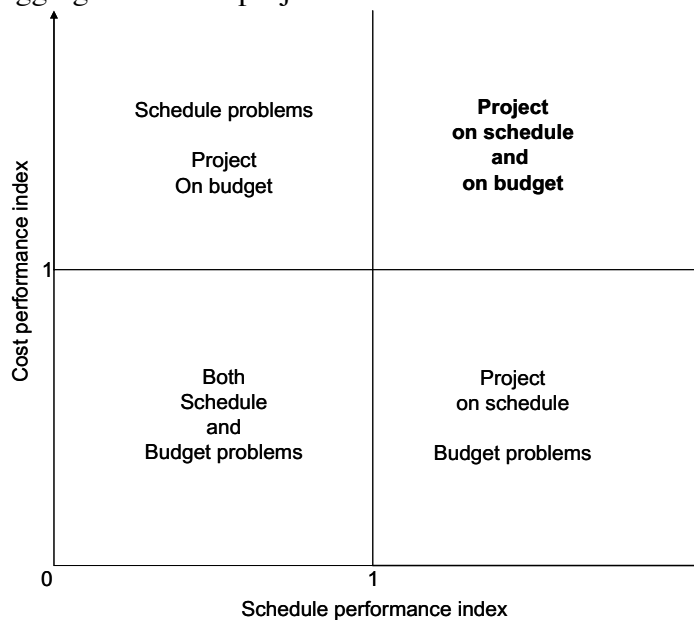 Schedule problems
Project
On budget
Project
on schedule
and
on budget
Cost performance index
1
Both
Schedule
and
Budget problems
Project
on schedule
Budget problems
0
1
Schedule performance index